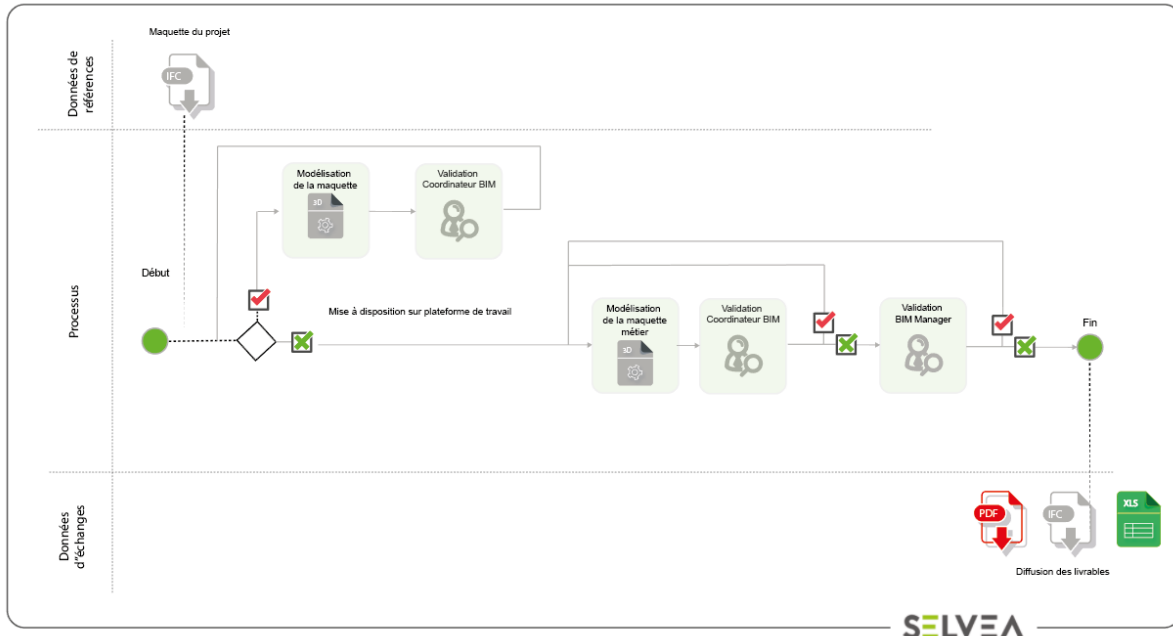 Maquette du projet
IFC
Données de
références
Modélisation
de la maquette
3D
Validation
Coordinateur BIM
Début
Processus
Mise à disposition sur plateforme de travail
Modélisation
de la maquette
métier
3D
Validation
Coordinateur BIM
Validation
BIM Manager
Fin
Données
d"échanges
PDF
IFC
XLS
Diffusion des livrables
SELVEA